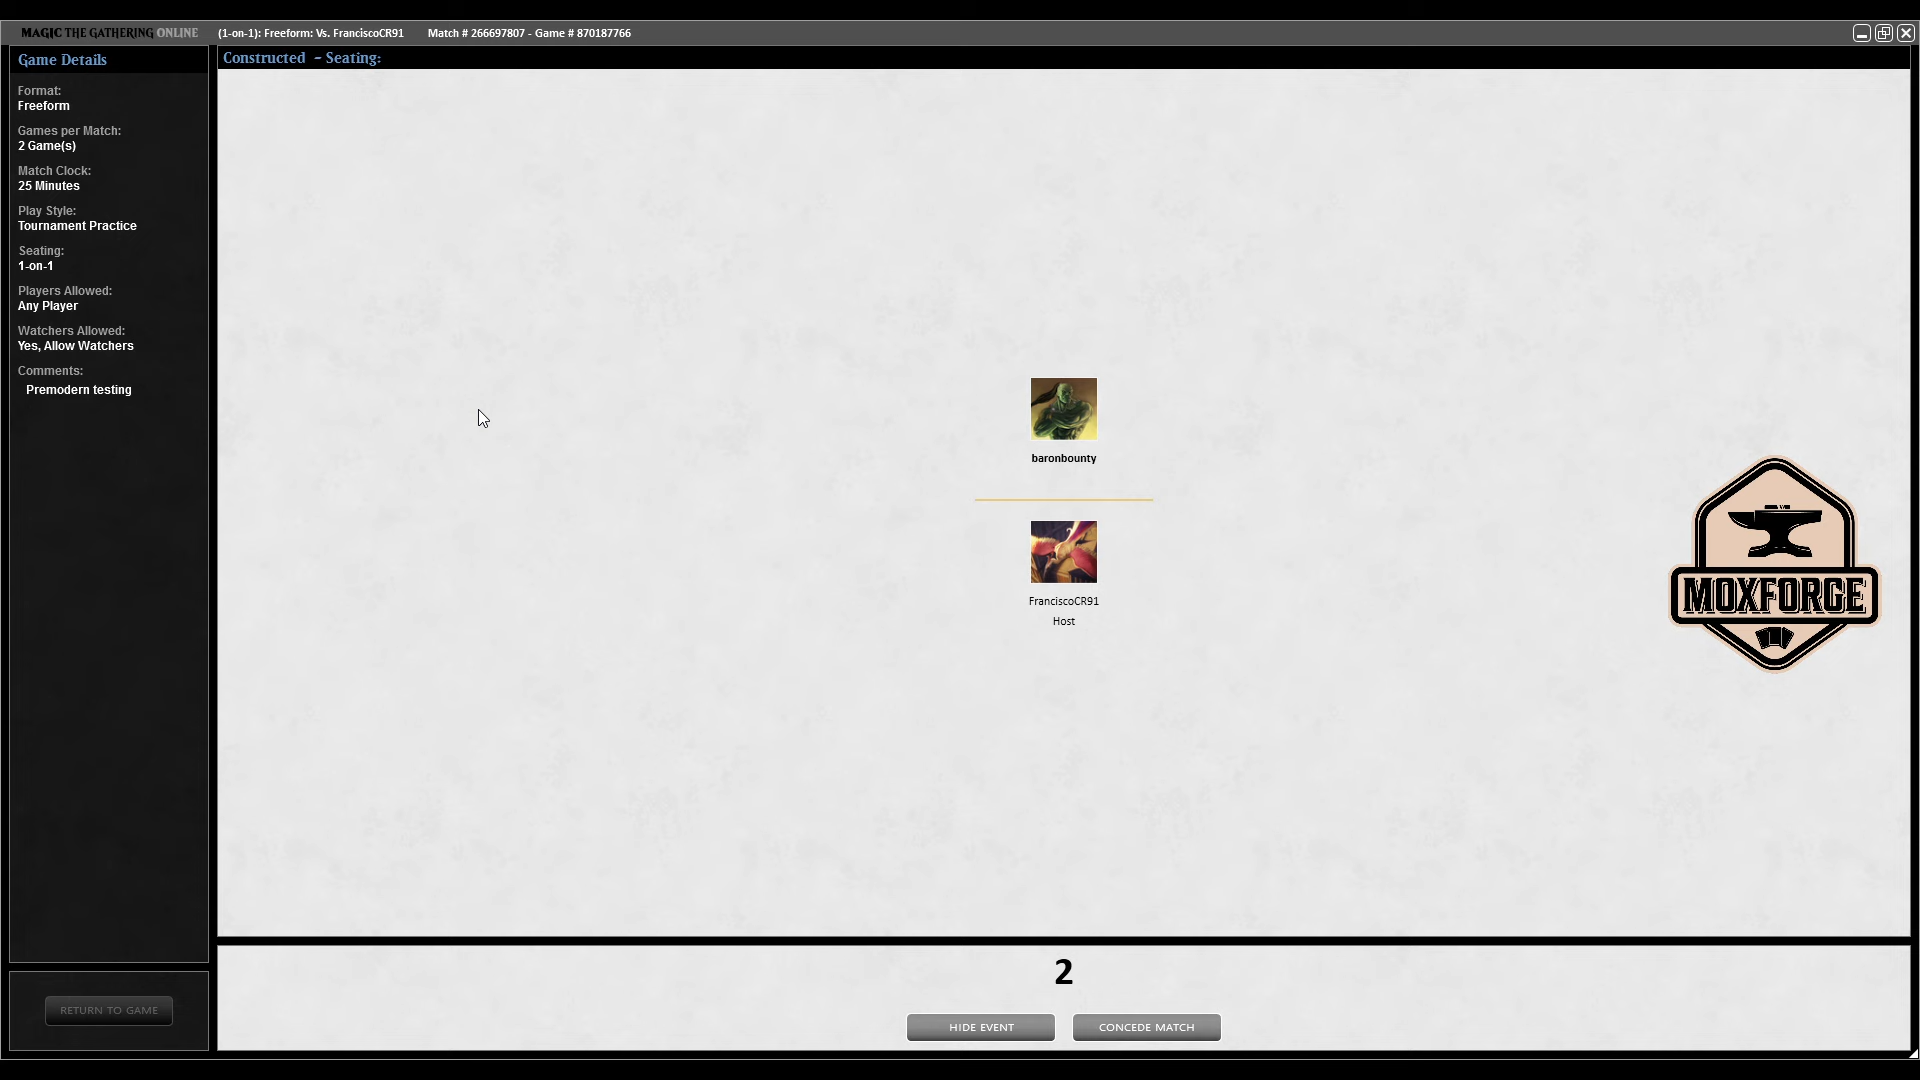 MAGIC THE GATHERING ONLINE (1-on-1): Freeform: Vs. FranciscoCR91 Match # 266697807 - Game # 870187766
Game Details
Format:
Freeform
Games per Match:
2 Game(s)
Match Clock:
25 Minutes
Play Style:
Tournament Practice
Seating:
1-on-1
Players Allowed:
Any Player
Watchers Allowed:
Yes, Allow Watchers
Comments:
Premodern testing
RETURN TO GAME
Constructed - Seating:
baronbounty
FranciscoCR91
Host
MOXFORGE
2
HIDE EVENT CONCEDE MATCH